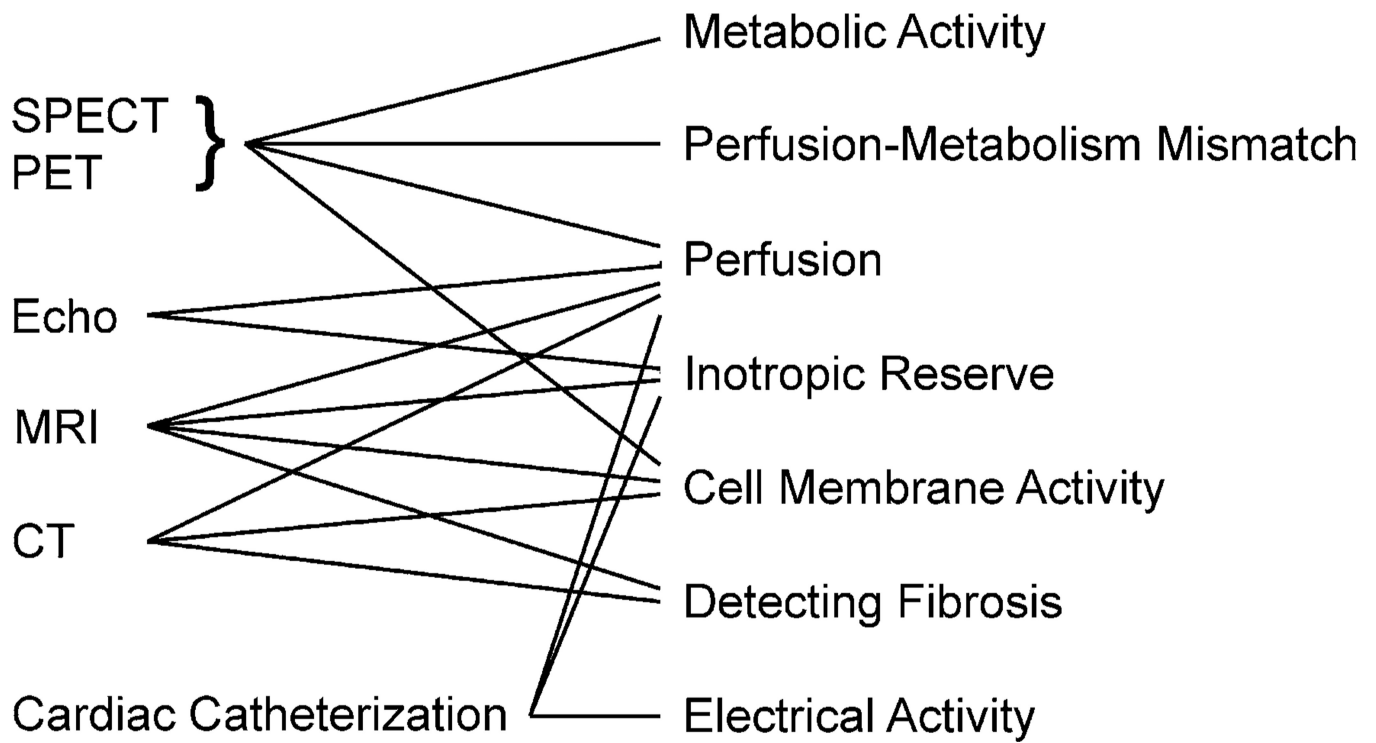 SPECT
PET
Echo
MRI
CT
Cardiac Catheterization
Metabolic Activity
Perfusion-Metabolism Mismatch
Perfusion
Inotropic Reserve
Cell Membrane Activity
Detecting Fibrosis
Electrical Activity